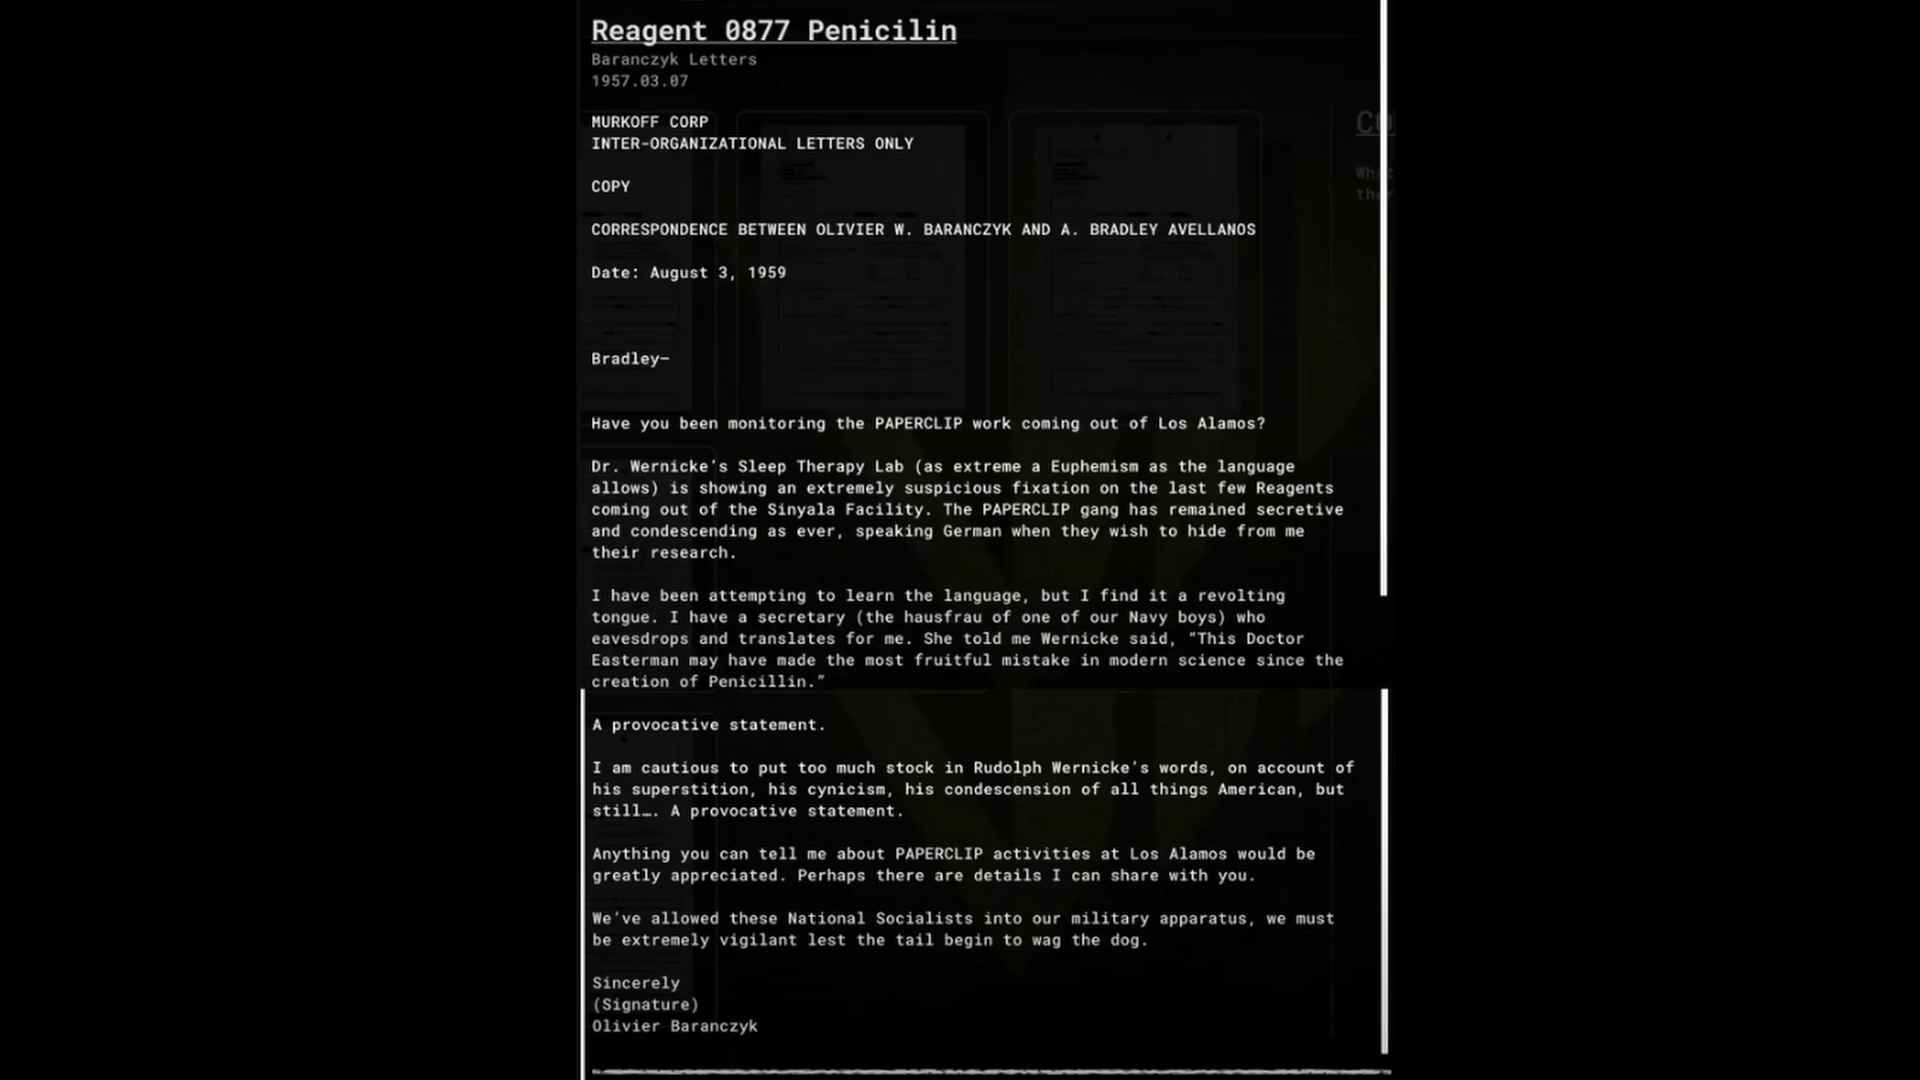 Reagent 0877 Penicilin
Baranczyk Letters
1957.03.07
MURKOFF CORP
INTER-ORGANIZATIONAL LETTERS ONLY
COPY
CORRESPONDENCE BETWEEN OLIVIER W. BARANCZYK AND A. BRADLEY AVELLANOS
Date: August 3, 1959
Bradley—
Have you been monitoring the PAPERCLIP work coming out of Los Alamos?
Dr. Wernicke's Sleep Therapy Lab (as extreme a Euphemism as the language
allows) is showing an extremely suspicious fixation on the last few Reagents
coming out of the Sinyala Facility. The PAPERCLIP gang has remained secretive
and condescending as ever, speaking German when they wish to hide from me
their research.
I have been attempting to learn the language, but I find it a revolting
tongue. I have a secretary (the hausfrau of one of our Navy boys) who
eavesdrops and translates for me. She told me Wernicke said, “This Doctor
Easterman may have made the most fruitful mistake in modern science since the
creation of Penicillin.”
A provocative statement.
I am cautious to put too much stock in Rudolph Wernicke's words, on account of
his superstition, his cynicism, his condescension of all things American, but
still…. A provocative statement.
Anything you can tell me about PAPERCLIP activities at Los Alamos would be
greatly appreciated. Perhaps there are details I can share with you.
We've allowed these National Socialists into our military apparatus, we must
be extremely vigilant lest the tail begin to wag the dog.
Sincerely
(Signature)
Olivier Baranczyk